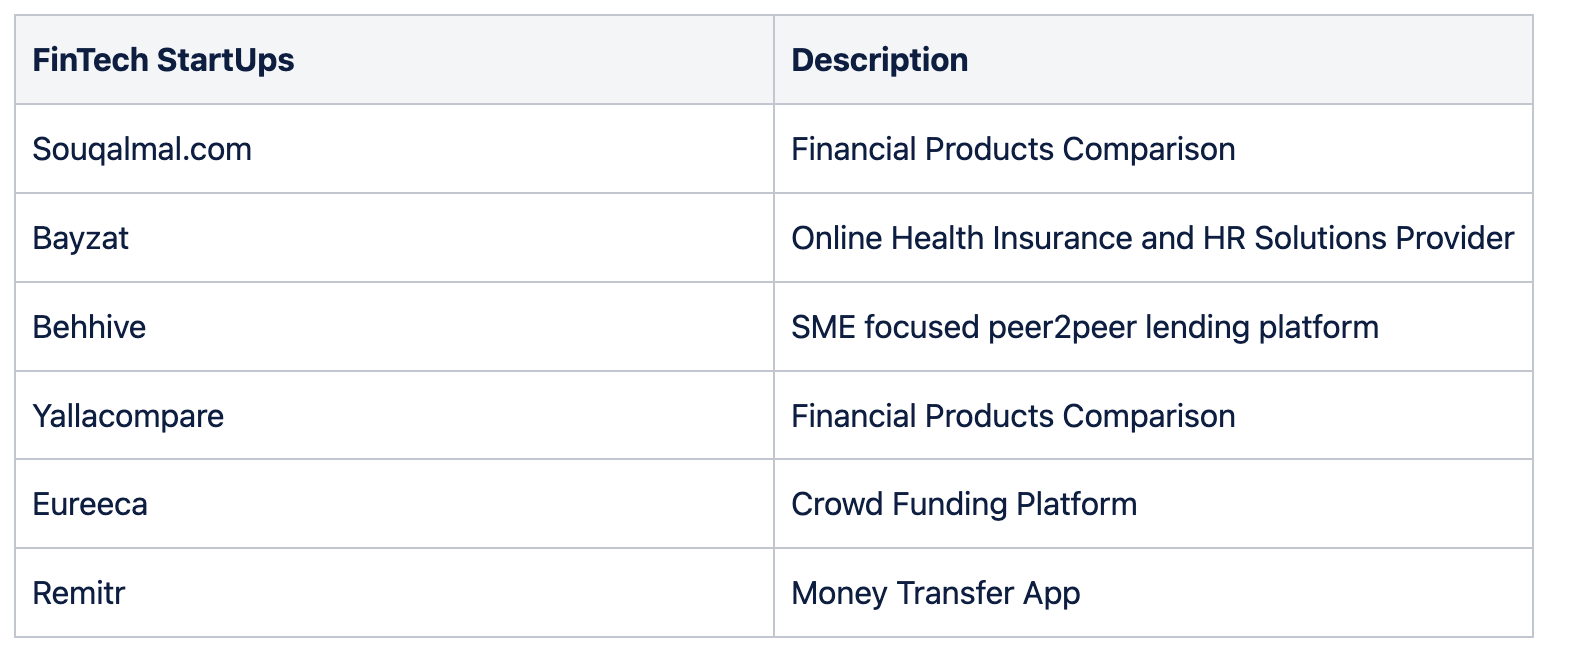 FinTech StartUps Description
Souqalmal.com Financial Products Comparison
Bayzat Online Health Insurance and HR Solutions Provider
Behhive SME focused peer2peer lending platform
Yallacompare Financial Products Comparison
Eureeca Crowd Funding Platform
Remitr Money Transfer App